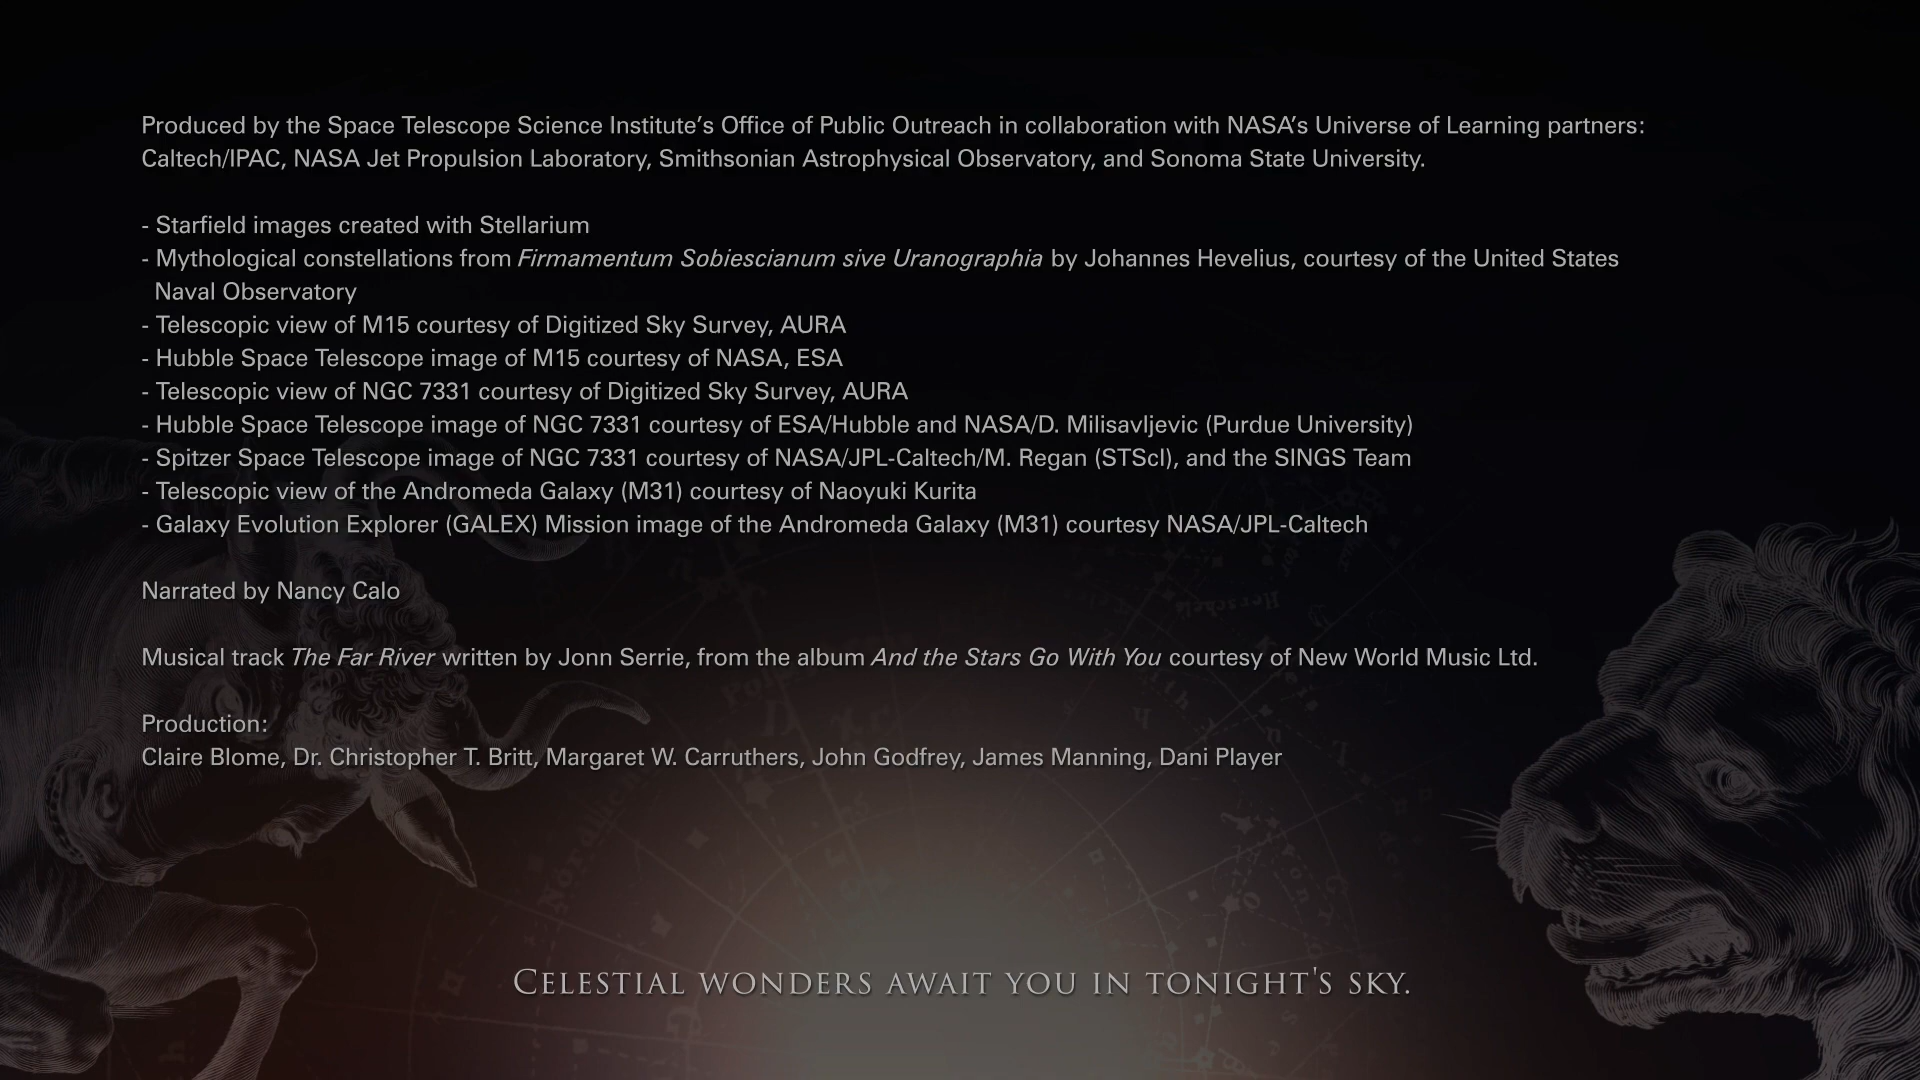 Produced by the Space Telescope Science Institute’s Office of Public Outreach in collaboration with NASA’s Universe of Learning partners:
Caltech/IPAC, NASA Jet Propulsion Laboratory, Smithsonian Astrophysical Observatory, and Sonoma State University.
- Starfield images created with Stellarium
- Mythological constellations from Firmamentum Sobiescianum sive Uranographia by Johannes Hevelius, courtesy of the United States
Naval Observatory
- Telescopic view of M15 courtesy of Digitized Sky Survey, AURA
- Hubble Space Telescope image of M15 courtesy of NASA, ESA
- Telescopic view of NGC 7331 courtesy of Digitized Sky Survey, AURA
- Hubble Space Telescope image of NGC 7331 courtesy of ESA/Hubble and NASA/D. Milisavljevic (Purdue University)
- Spitzer Space Telescope image of NGC 7331 courtesy of NASA/JPL-Caltech/M. Regan (STScI), and the SINGS Team
- Telescopic view of the Andromeda Galaxy (M31) courtesy of Naoyuki Kurita
- Galaxy Evolution Explorer (GALEX) Mission image of the Andromeda Galaxy (M31) courtesy NASA/JPL-Caltech
Narrated by Nancy Calo
Musical track The Far River written by Jonn Serrie, from the album And the Stars Go With You courtesy of New World Music Ltd.
Production:
Claire Blome, Dr. Christopher T. Britt, Margaret W. Carruthers, John Godfrey, James Manning, Dani Player
Celestial wonders await you in tonight's sky.